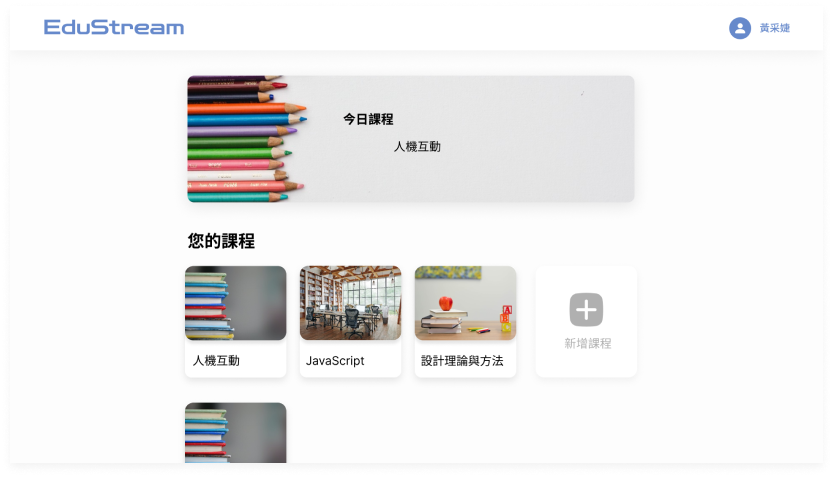 EduStream
黃采婕
今日課程
人機互動
您的課程
人機互動
JavaScript
設計理論與方法
新增課程